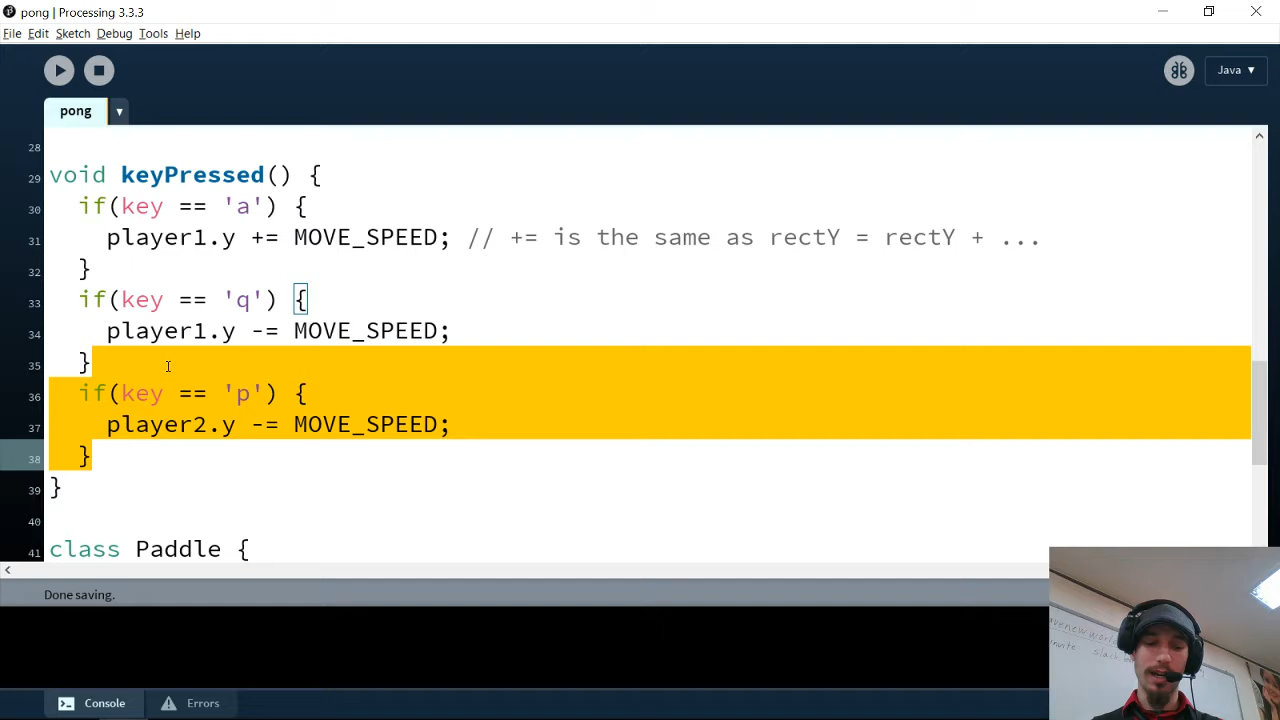 pong | Processing 3.3.3
File Edit Sketch Debug Tools Help
Java ▼
pong ▼
28
29 void keyPressed() {
30 if(key == 'a') {
31 player1.y += MOVE_SPEED; // += is the same as rectY = rectY + ...
32 }
33 if(key == 'q') {
34 player1.y -= MOVE_SPEED;
35 }
36 if(key == 'p') {
37 player2.y -= MOVE_SPEED;
38 }
39 }
40
41 class Paddle {
Done saving.
Console Errors